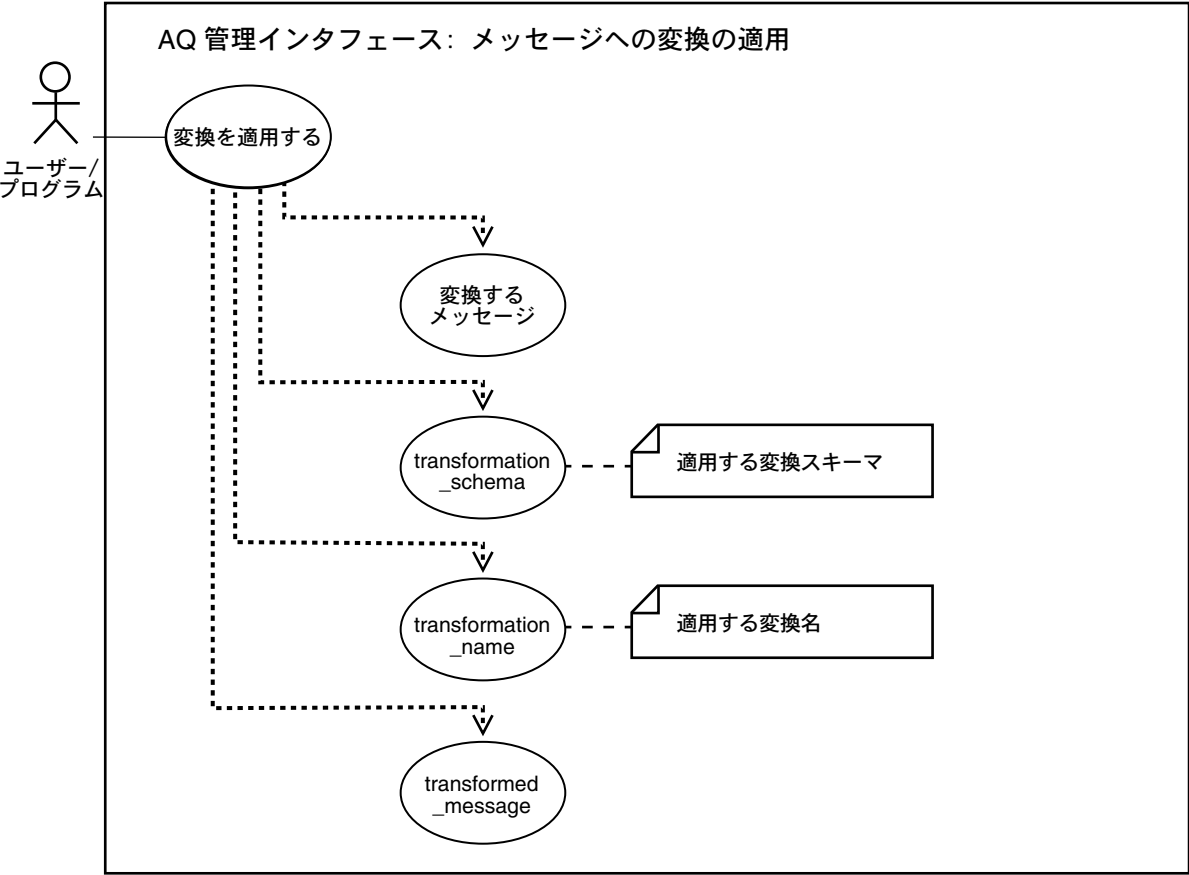 AQ 管理インタフェース: メッセージへの変換の適用
ユーザー/
プログラム
変換を適用する
変換する
メッセージ
transformation
_schema
適用する変換スキーマ
transformation
_name
適用する変換名
transformed
_message